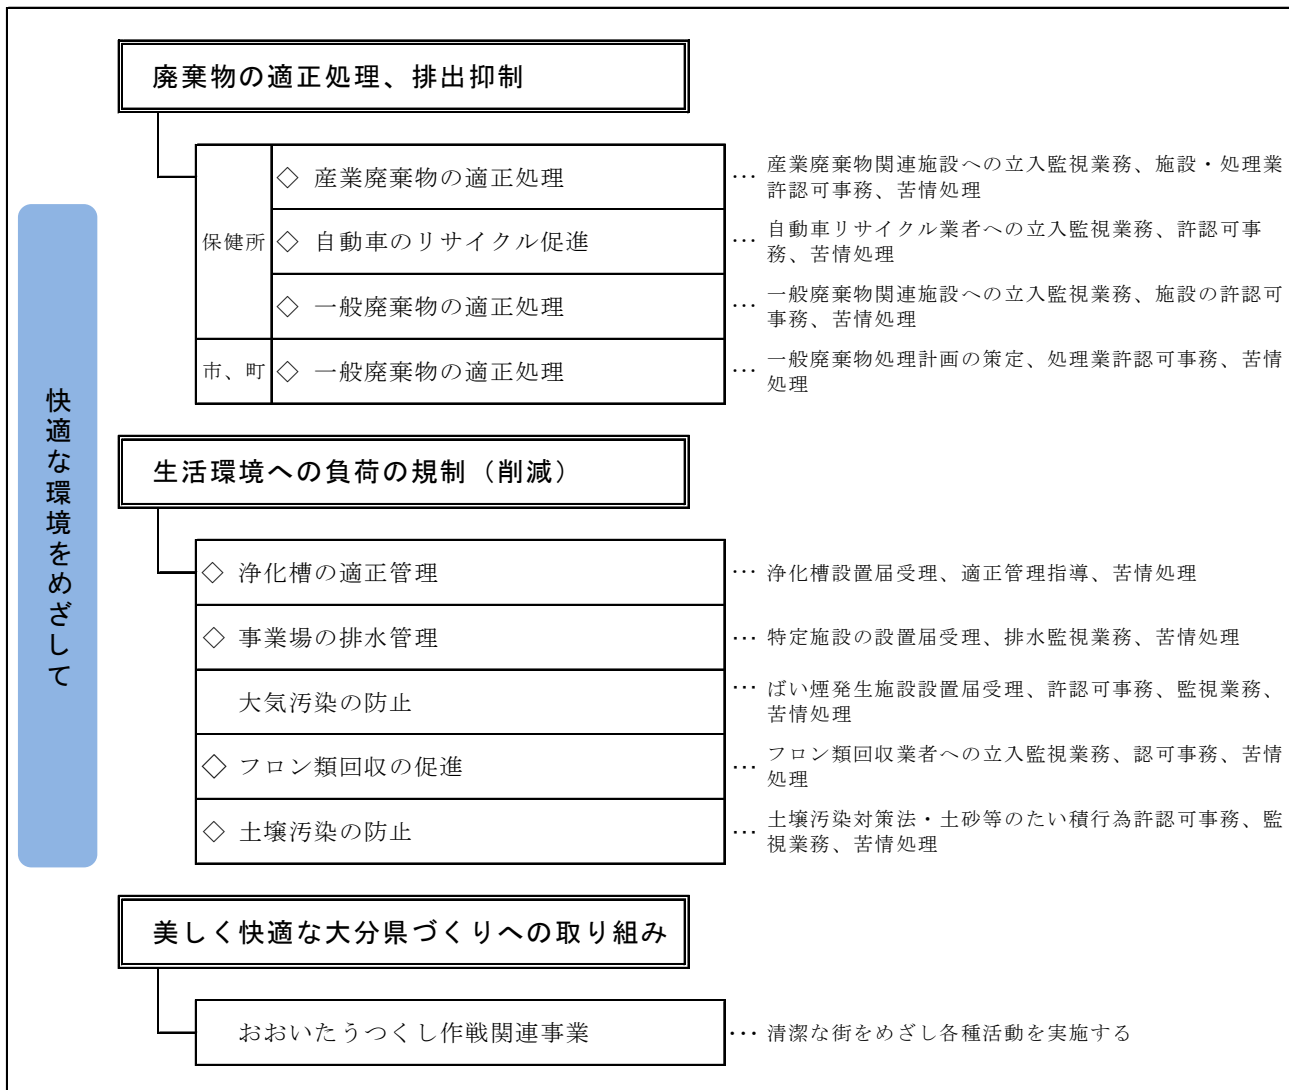 快適な環境をめざして
廃棄物の適正処理、排出抑制
保健所
◇ 産業廃棄物の適正処理
… 産業廃棄物関連施設への立入監視業務、施設・処理業
許認可事務、苦情処理
◇ 自動車のリサイクル促進
… 自動車リサイクル業者への立入監視業務、許認可事
務、苦情処理
◇ 一般廃棄物の適正処理
… 一般廃棄物関連施設への立入監視業務、施設の許認可
事務、苦情処理
市、町
◇ 一般廃棄物の適正処理
… 一般廃棄物処理計画の策定、処理業許認可事務、苦情
処理
生活環境への負荷の規制（削減）
◇ 浄化槽の適正管理
… 浄化槽設置届受理、適正管理指導、苦情処理
◇ 事業場の排水管理
… 特定施設の設置届受理、排水監視業務、苦情処理
大気汚染の防止
… ばい煙発生施設設置届受理、許認可事務、監視業務、
苦情処理
◇ フロン類回収の促進
… フロン類回収業者への立入監視業務、認可事務、苦情
処理
◇ 土壌汚染の防止
… 土壌汚染対策法・土砂等のたい積行為許認可事務、監
視業務、苦情処理
美しく快適な大分県づくりへの取り組み
おおいたうつくし作戦関連事業
… 清潔な街をめざし各種活動を実施する